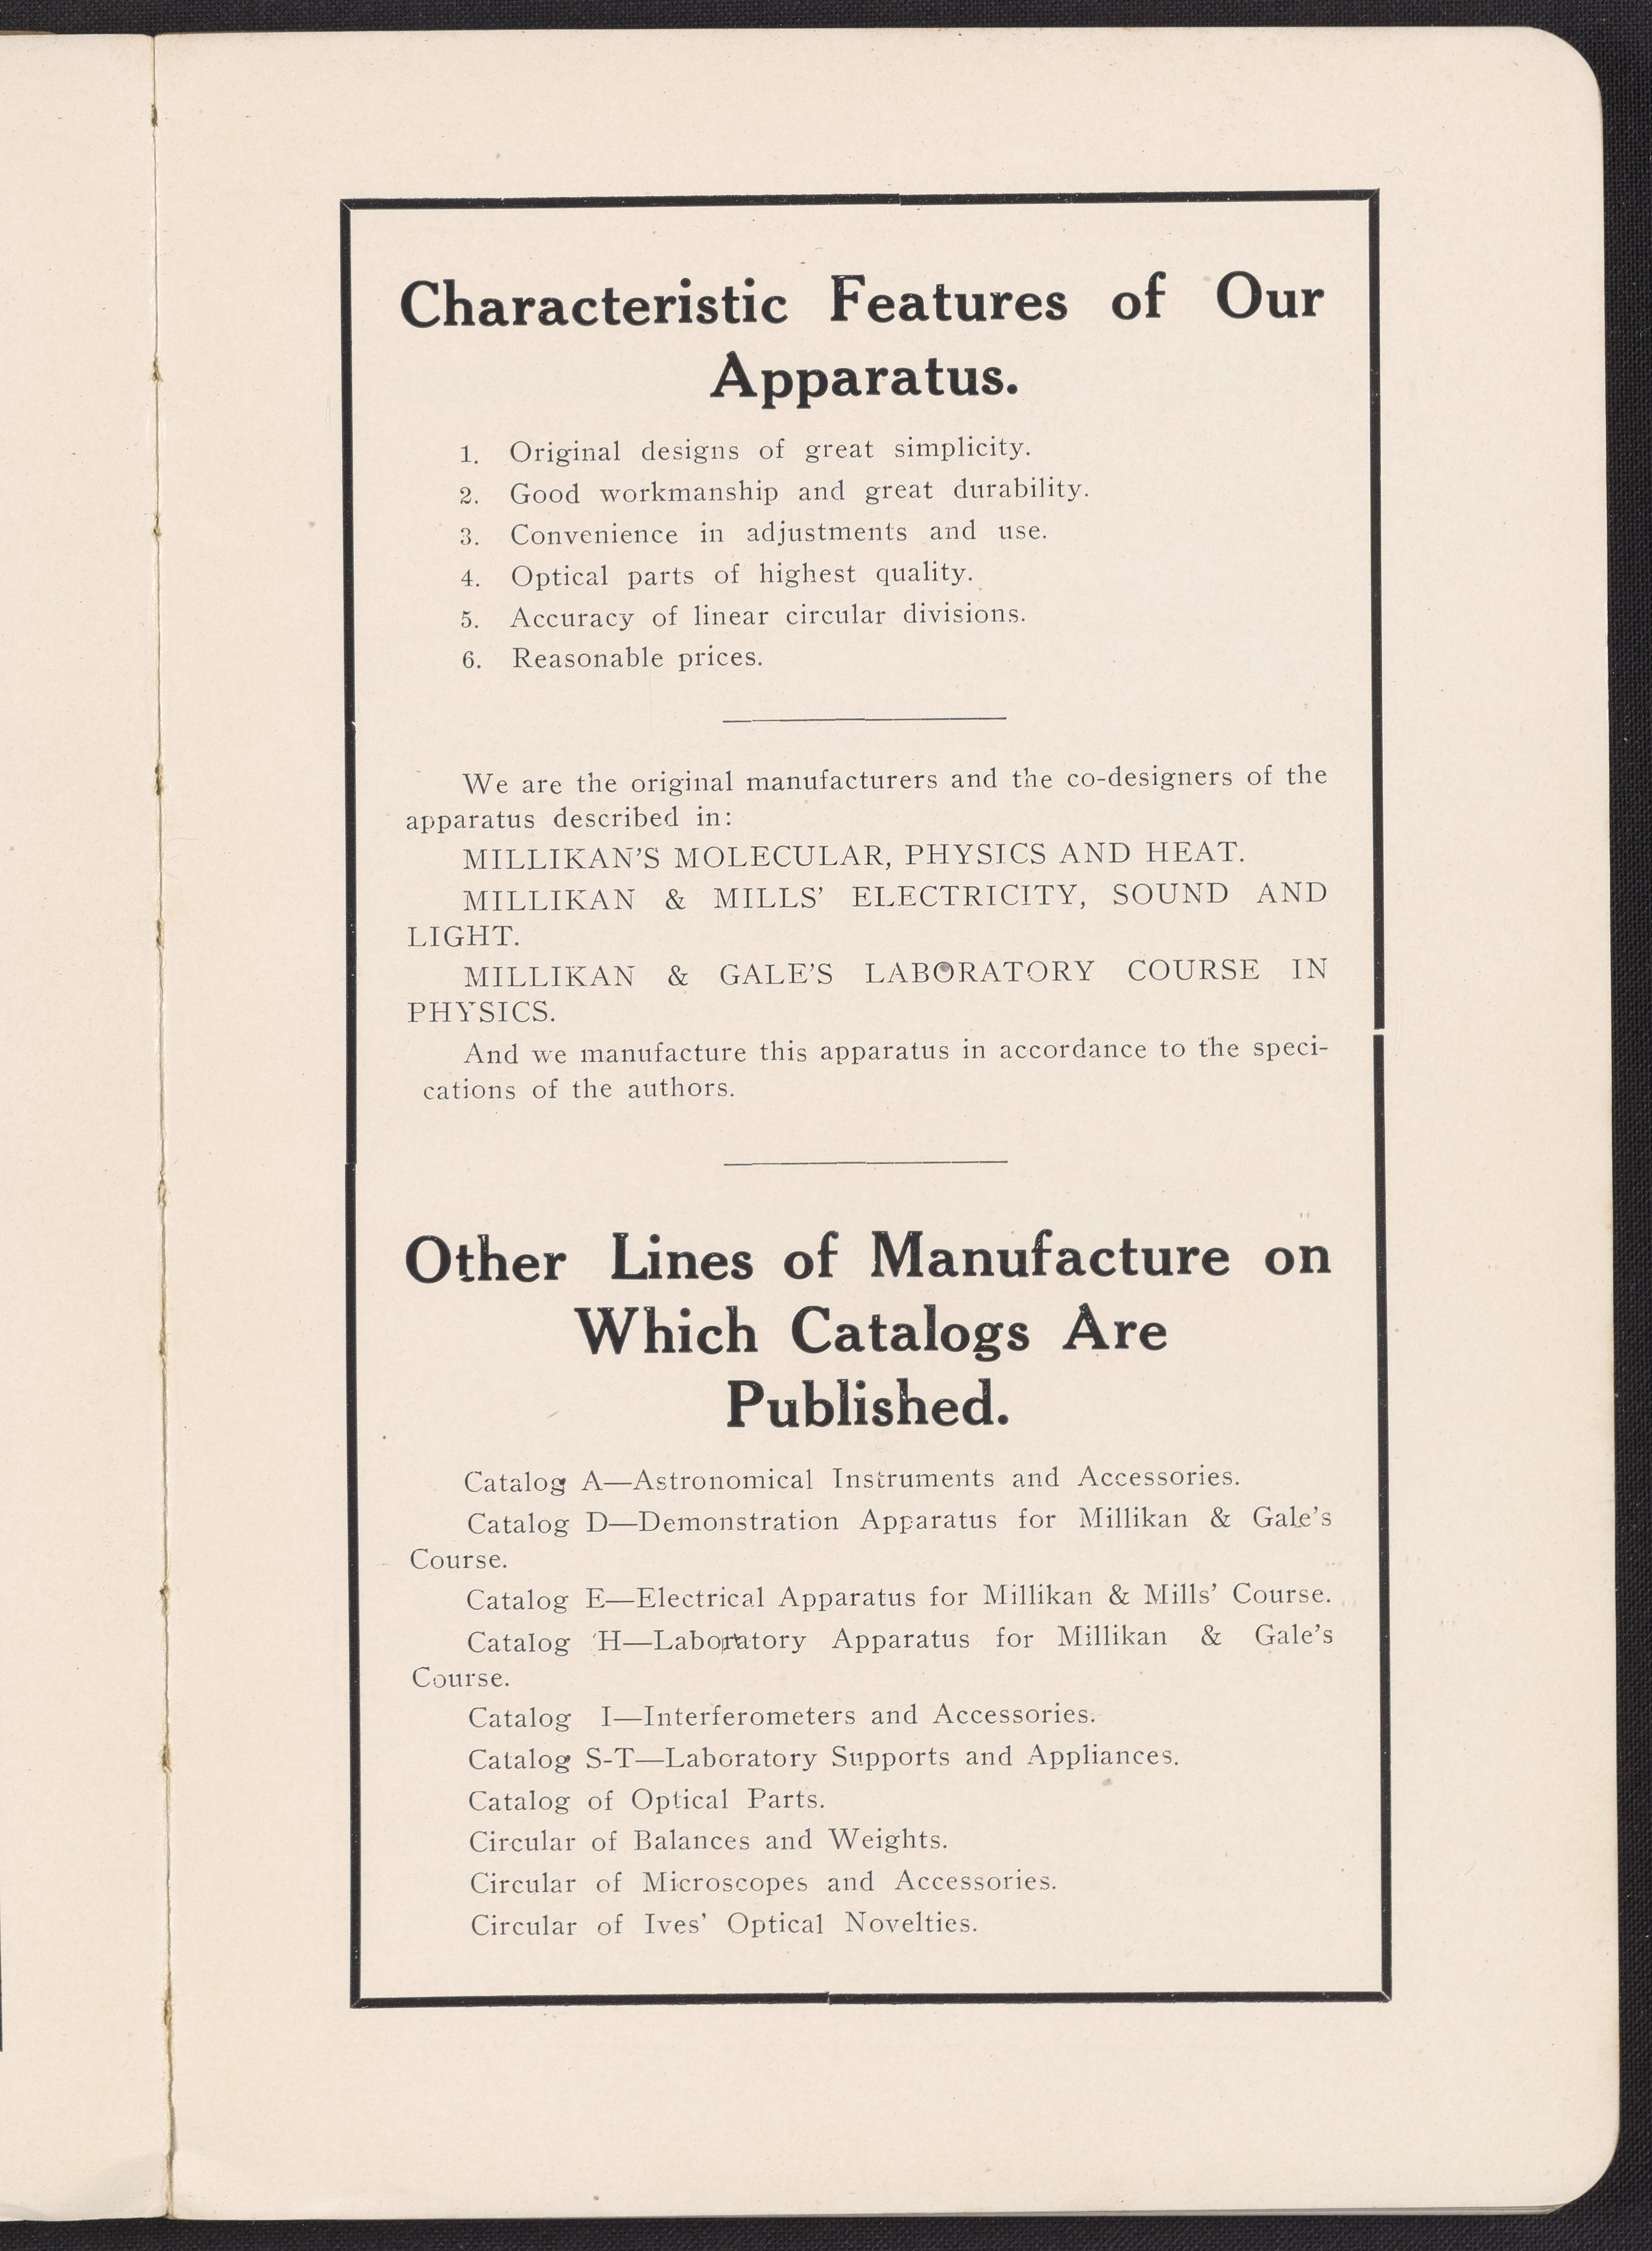 Characteristic Features of Our
Apparatus.
1. Original designs of great simplicity.
2. Good workmanship and great durability.
3. Convenience in adjustments and use.
4. Optical parts of highest quality.
5. Accuracy of linear circular divisions.
6. Reasonable prices.
We are the original manufacturers and the co-designers of the
apparatus described in:
MILLIKAN'S MOLECULAR, PHYSICS AND HEAT.
MILLIKAN & MILLS' ELECTRICITY, SOUND AND
LIGHT.
MILLIKAN & GALE'S LABORATORY COURSE IN
PHYSICS.
And we manufacture this apparatus in accordance to the speci-
cations of the authors.
Other Lines of Manufacture on
Which Catalogs Are
Published.
Catalog A—Astronomical Instruments and Accessories.
Catalog D—Demonstration Apparatus for Millikan & Gale's
Course.
Catalog E—Electrical Apparatus for Millikan & Mills' Course.
Catalog H—Laboratory Apparatus for Millikan & Gale's
Course.
Catalog I—Interferometers and Accessories.
Catalog S-T—Laboratory Supports and Appliances.
Catalog of Optical Parts.
Circular of Balances and Weights.
Circular of Microscopes and Accessories.
Circular of Ives' Optical Novelties.